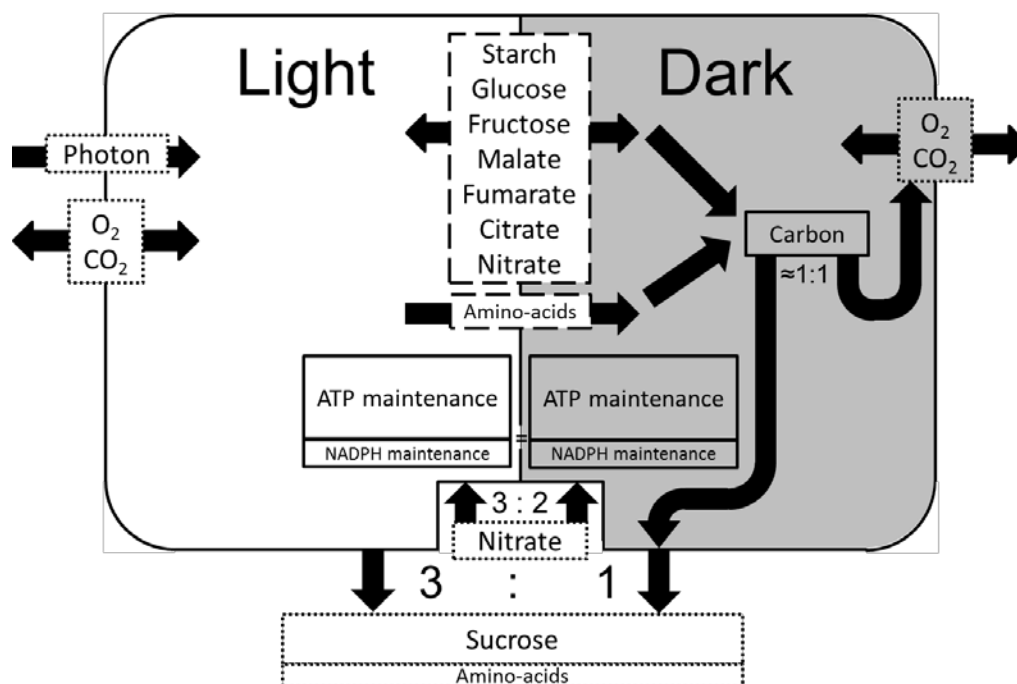 Light
Dark
Starch
Glucose
Fructose
Malate
Fumarate
Citrate
Nitrate
Amino-acids
Photon
O₂
CO₂
O₂
CO₂
Carbon
≈1:1
ATP maintenance
NADPH maintenance
=
ATP maintenance
NADPH maintenance
3 : 2
Nitrate
3 : 1
Sucrose
Amino-acids